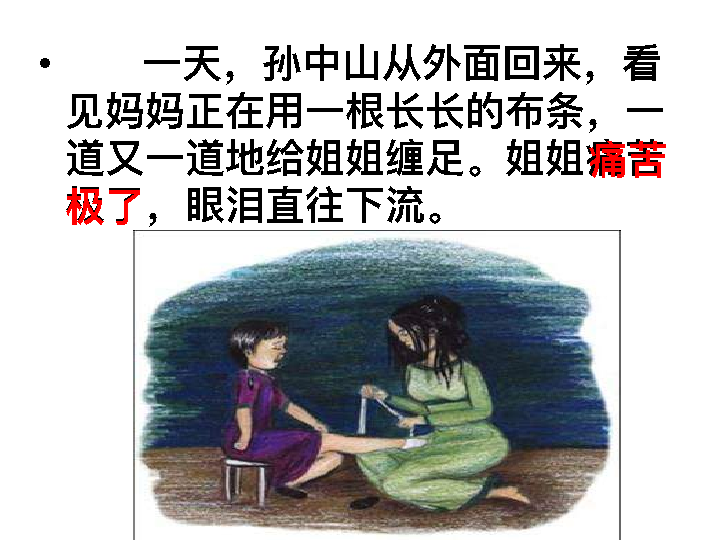 • 一天，孙中山从外面回来，看
见妈妈正在用一根长长的布条，一
道又一道地给姐姐缠足。姐姐痛苦
极了，眼泪直往下流。